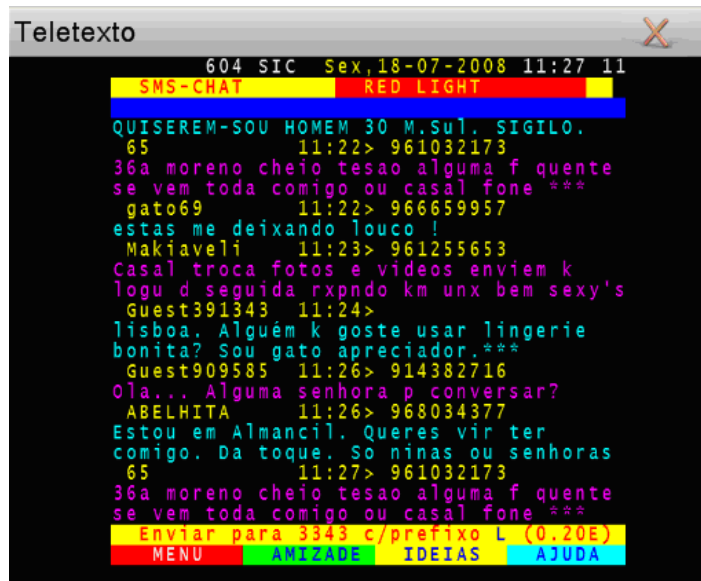 Teletexto
604 SIC Sex,18-07-2008 11:27 11
SMS-CHAT RED LIGHT
QUISEREM-SOU HOMEM 30 M.Sul. SIGILO.
65 11:22> 961032173
36a moreno cheio tesao alguma f quente
se vem toda comigo ou casal fone ***
gato69 11:22> 966659957
estas me deixando louco !
Makiaveli 11:23> 961255653
Casal troca fotos e videos enviem k
logu d seguida rxpndo km unx bem sexy's
Guest391343 11:24>
lisboa. Alguém k goste usar lingerie
bonita? Sou gato apreciador.***
Guest909585 11:26> 914382716
Ola... Alguma senhora p conversar?
ABELHITA 11:26> 968034377
Estou em Almancil. Queres vir ter
comigo. Da toque. So ninas ou senhoras
65 11:27> 961032173
36a moreno cheio tesao alguma f quente
se vem toda comigo ou casal fone ***
Enviar para 3343 c/prefixo L (0.20E)
MENU AMIZADE IDEIAS AJUDA